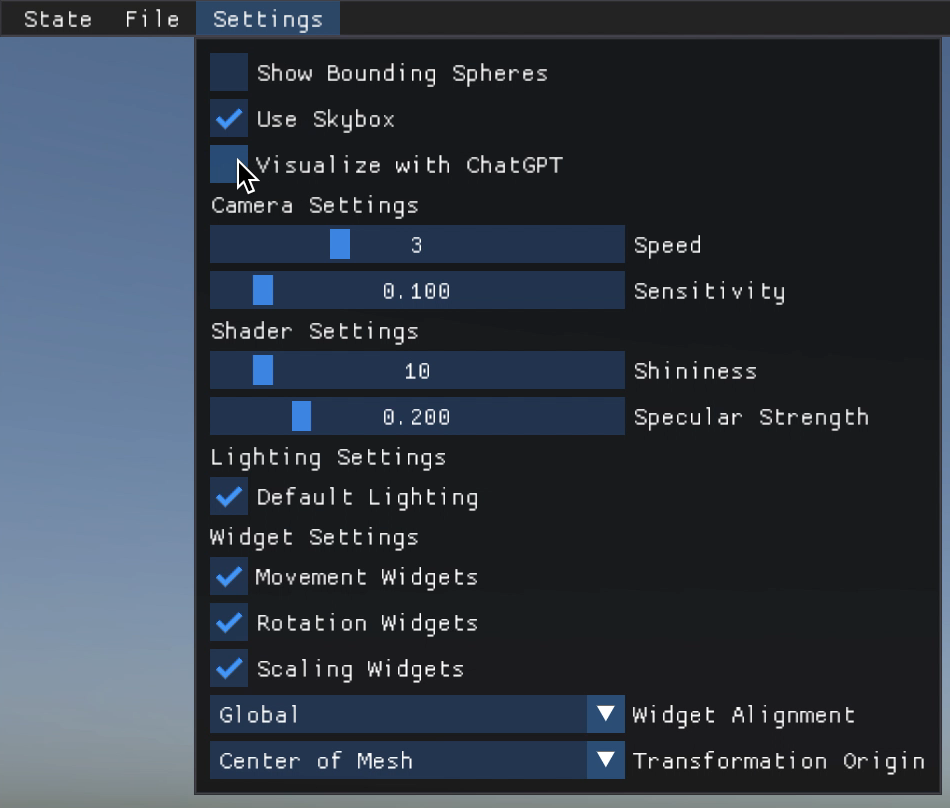 State File Settings
Show Bounding Spheres
Use Skybox
Visualize with ChatGPT
Camera Settings
3 Speed
0.100 Sensitivity
Shader Settings
10 Shininess
0.200 Specular Strength
Lighting Settings
Default Lighting
Widget Settings
Movement Widgets
Rotation Widgets
Scaling Widgets
Global Widget Alignment
Center of Mesh Transformation Origin